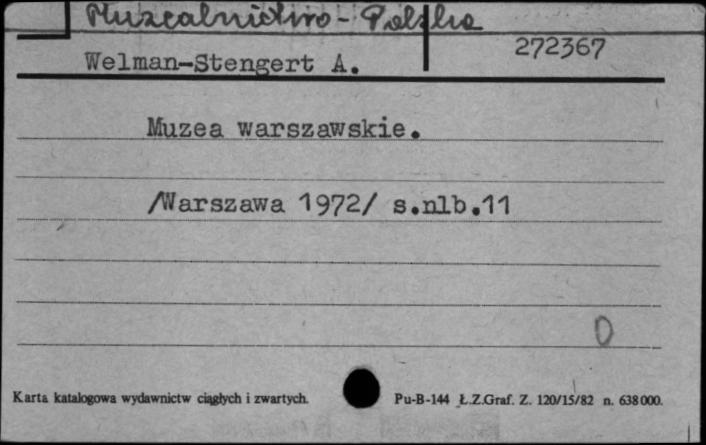 Muzealnictwo - Polska
272367
Welman-Stengert A.
Muzea warszawskie.
/Warszawa 1972/ s.nlb.11
0
Karta katalogowa wydawnictw ciągłych i zwartych.
Pu-B-144 Ł.Z.Graf. Z. 120/15/82 n. 638000.